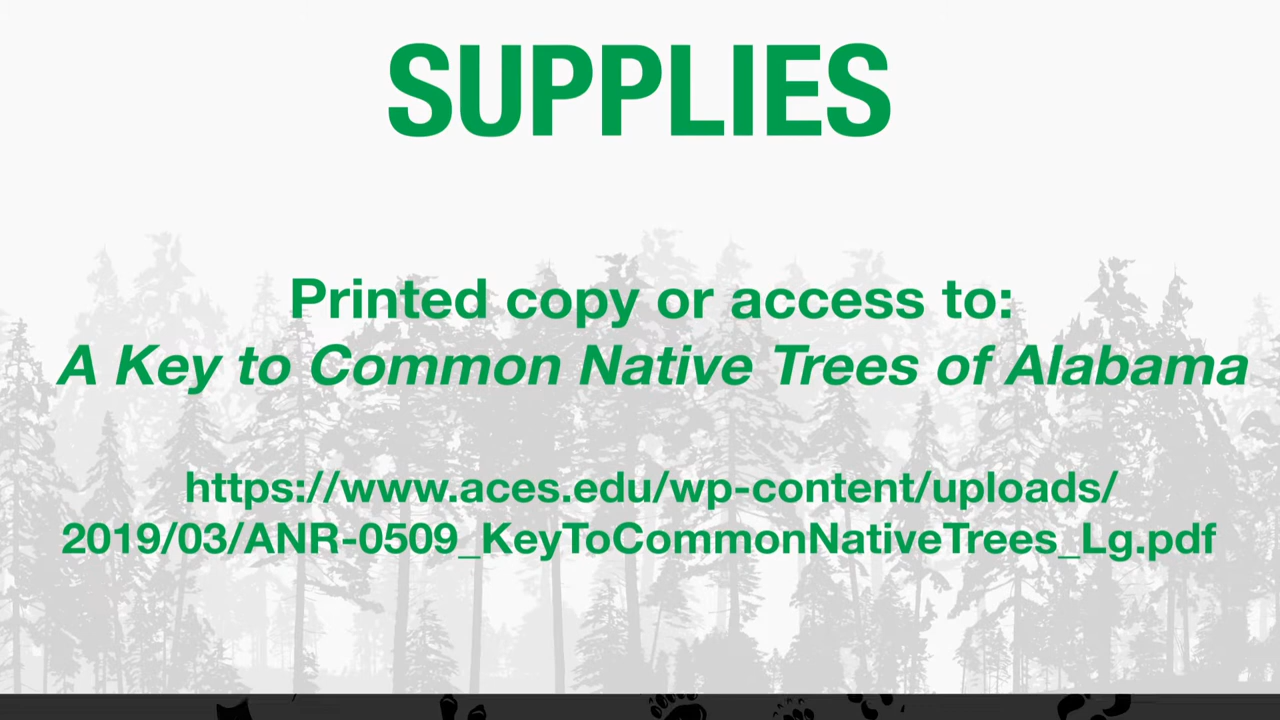 SUPPLIES
Printed copy or access to:
A Key to Common Native Trees of Alabama
https://www.aces.edu/wp-content/uploads/
2019/03/ANR-0509_KeyToCommonNativeTrees_Lg.pdf